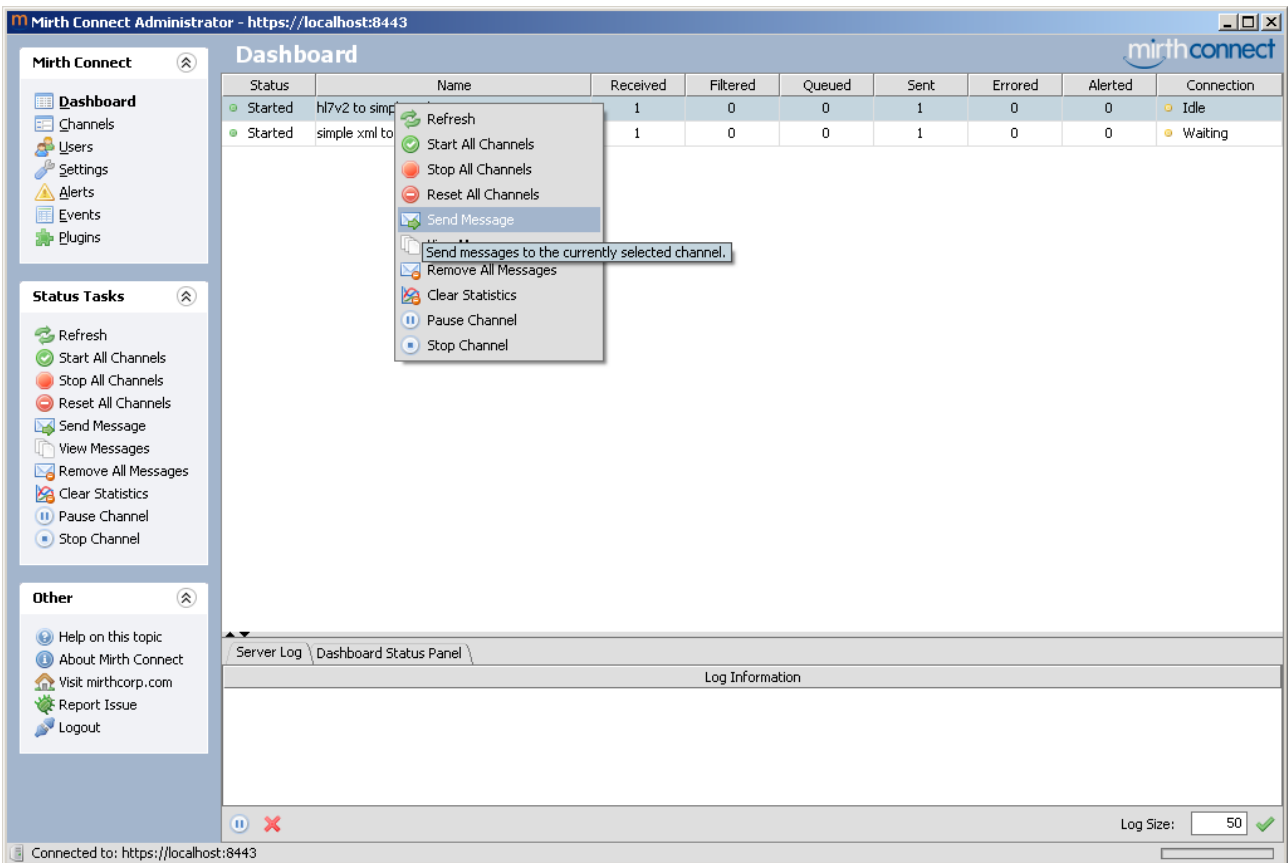 Mirth Connect Administrator - https://localhost:8443
Mirth Connect
Dashboard
Channels
Users
Settings
Alerts
Events
Plugins
Status Tasks
Refresh
Start All Channels
Stop All Channels
Reset All Channels
Send Message
View Messages
Remove All Messages
Clear Statistics
Pause Channel
Stop Channel
Other
Help on this topic
About Mirth Connect
Visit mirthcorp.com
Report Issue
Logout
Dashboard
mirthconnect
Status Name Received Filtered Queued Sent Errored Alerted Connection
Started hl7v2 to 1 0 0 1 0 0 Idle
Started simple xml to 1 0 0 1 0 0 Waiting
Refresh
Start All Channels
Stop All Channels
Reset All Channels
Send Message
Send messages to the currently selected channel.
Remove All Messages
Clear Statistics
Pause Channel
Stop Channel
Server Log Dashboard Status Panel
Log Information
Log Size: 50
Connected to: https://localhost:8443